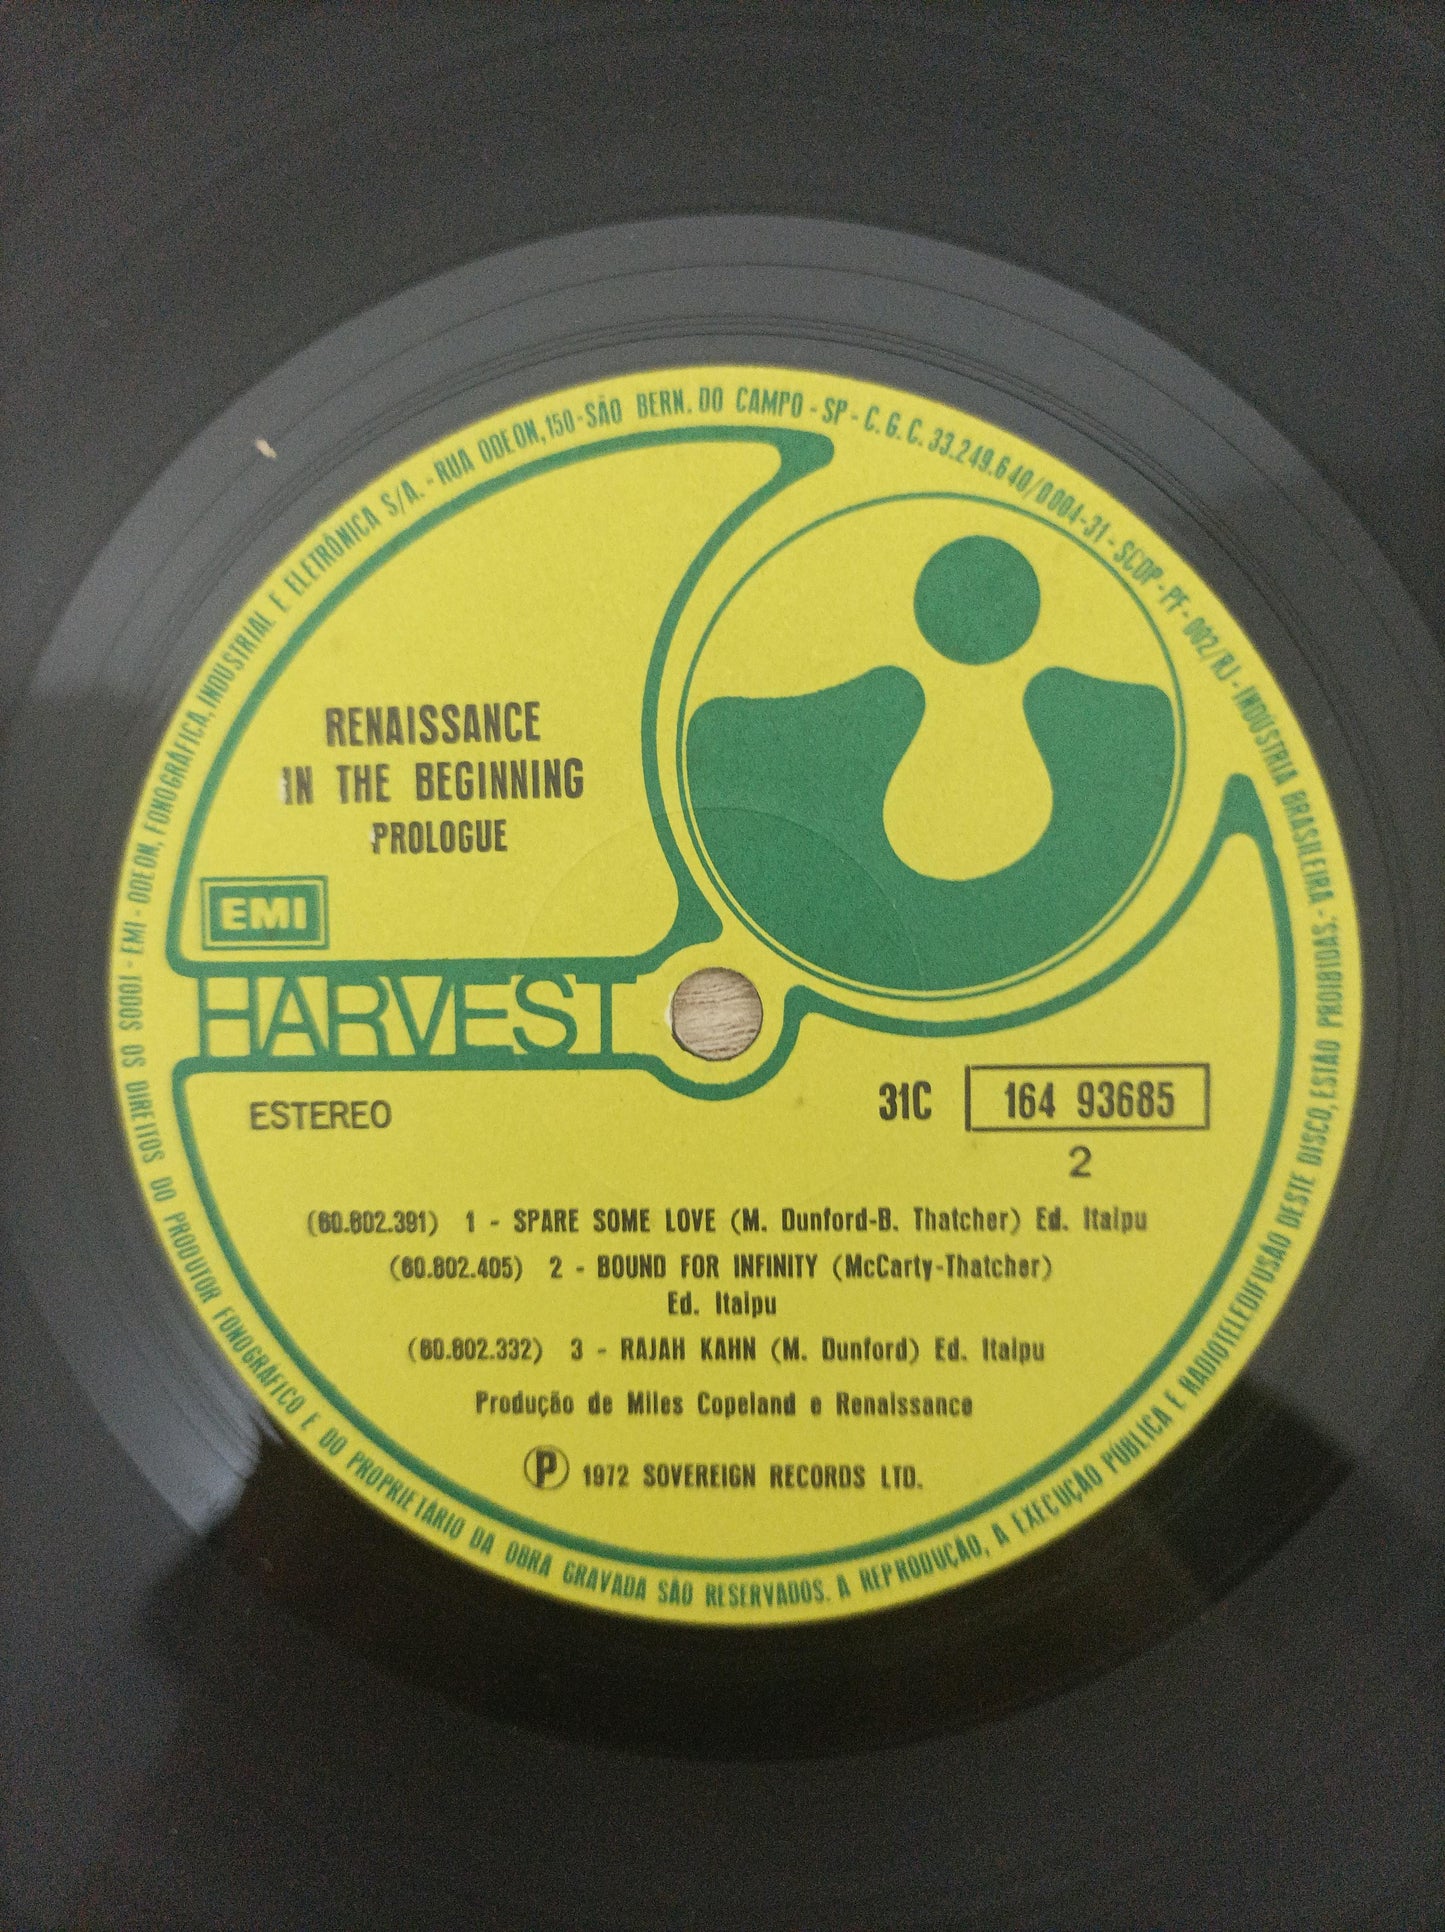 EMI - ODEON, FONOGRÁFICA, INDUSTRIAL E ELETRÔNICA S/A. - RUA ODEON, 150 - SÃO BERN. DO CAMPO - SP - C.G.C. 33.249.640/0004-31 - SCDP - PF - 002/RJ - INDÚSTRIA BRASILEIRA -
TODOS OS DIREITOS DO PRODUTOR FONOGRÁFICO E DO PROPRIETÁRIO DA OBRA GRAVADA SÃO RESERVADOS. A REPRODUÇÃO, A EXECUÇÃO PÚBLICA E RADIOTELEDIFUSÃO DESTE DISCO, ESTÃO PROIBIDAS. -
RENAISSANCE
IN THE BEGINNING
PROLOGUE
EMI
HARVEST
ESTEREO
31C 164 93685
2
(60.802.391) 1 - SPARE SOME LOVE (M. Dunford-B. Thatcher) Ed. Itaipu
(60.802.405) 2 - BOUND FOR INFINITY (McCarty-Thatcher)
Ed. Itaipu
(60.802.332) 3 - RAJAH KAHN (M. Dunford) Ed. Itaipu
Produção de Miles Copeland e Renaissance
Ⓟ 1972 SOVEREIGN RECORDS LTD.